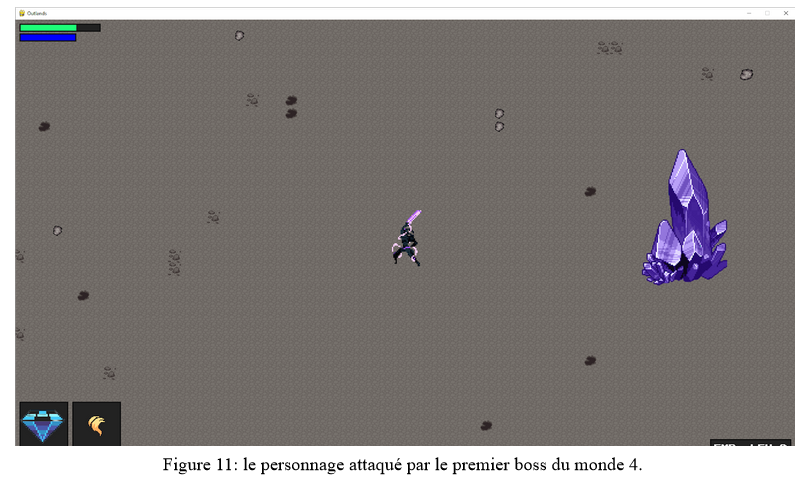 Outlands
Figure 11: le personnage attaqué par le premier boss du monde 4.